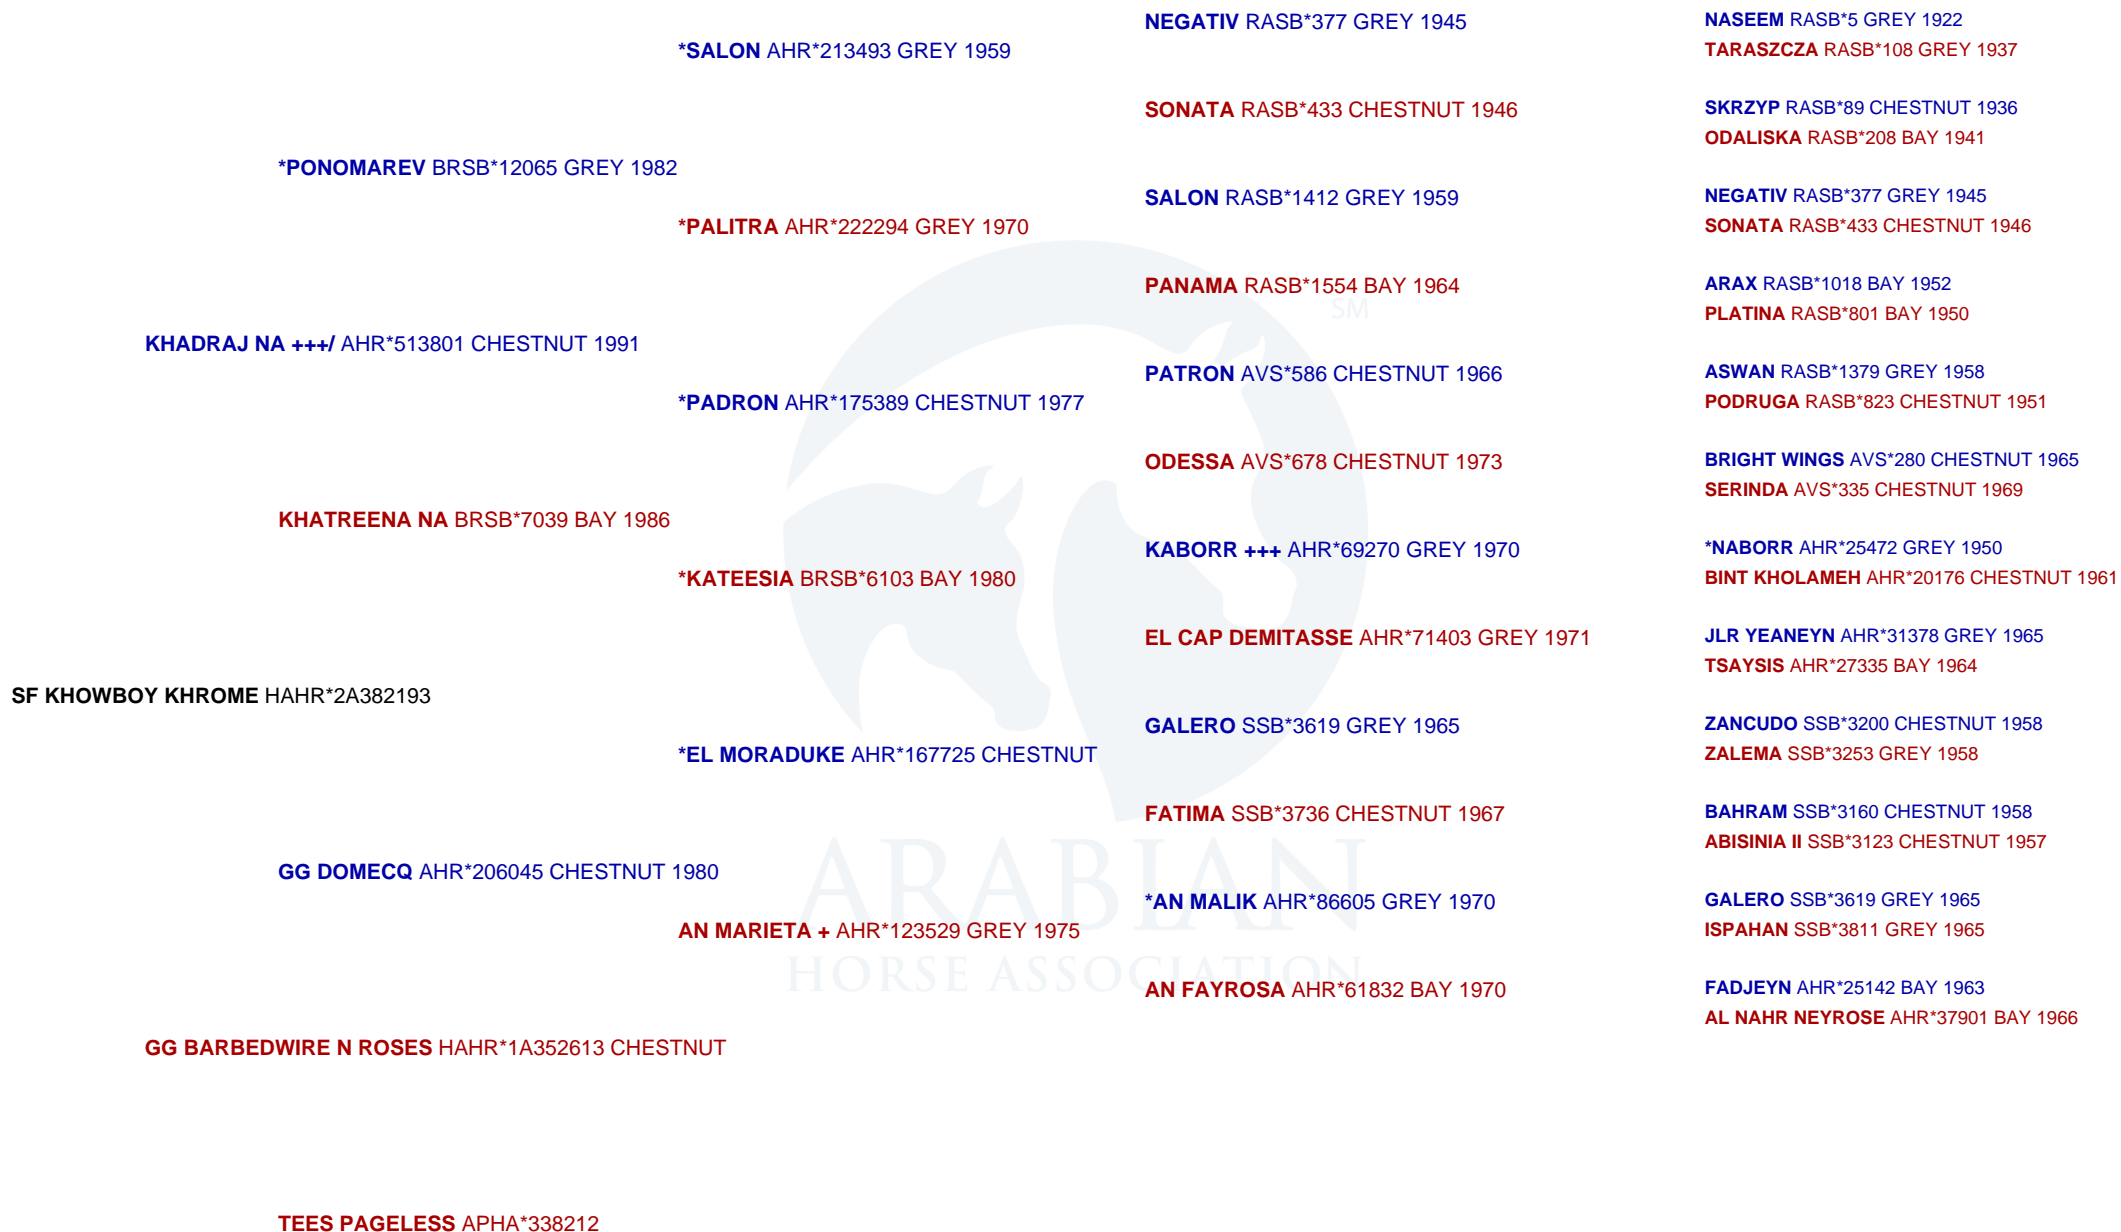 NEGATIV RASB*377 GREY 1945
NASEEM RASB*5 GREY 1922
*SALON AHR*213493 GREY 1959
TARASZCZA RASB*108 GREY 1937
SONATA RASB*433 CHESTNUT 1946
SKRZYP RASB*89 CHESTNUT 1936
ODALISKA RASB*208 BAY 1941
*PONOMAREV BRSB*12065 GREY 1982
SALON RASB*1412 GREY 1959
NEGATIV RASB*377 GREY 1945
*PALITRA AHR*222294 GREY 1970
SONATA RASB*433 CHESTNUT 1946
PANAMA RASB*1554 BAY 1964
ARAX RASB*1018 BAY 1952
PLATINA RASB*801 BAY 1950
SM
KHADRAJ NA +++/ AHR*513801 CHESTNUT 1991
PATRON AVS*586 CHESTNUT 1966
ASWAN RASB*1379 GREY 1958
*PADRON AHR*175389 CHESTNUT 1977
PODRUGA RASB*823 CHESTNUT 1951
ODESSA AVS*678 CHESTNUT 1973
BRIGHT WINGS AVS*280 CHESTNUT 1965
SERINDA AVS*335 CHESTNUT 1969
KHATREENA NA BRSB*7039 BAY 1986
KABORR +++ AHR*69270 GREY 1970
*NABORR AHR*25472 GREY 1950
*KATEESIA BRSB*6103 BAY 1980
BINT KHOLAMEH AHR*20176 CHESTNUT 1961
EL CAP DEMITASSE AHR*71403 GREY 1971
JLR YEANEYN AHR*31378 GREY 1965
TSAYSIS AHR*27335 BAY 1964
SF KHOWBOY KHROME HAHR*2A382193
GALERO SSB*3619 GREY 1965
ZANCUDO SSB*3200 CHESTNUT 1958
*EL MORADUKE AHR*167725 CHESTNUT
ZALEMA SSB*3253 GREY 1958
FATIMA SSB*3736 CHESTNUT 1967
BAHRAM SSB*3160 CHESTNUT 1958
ABISINIA II SSB*3123 CHESTNUT 1957
GG DOMECQ AHR*206045 CHESTNUT 1980
ARABIAN
*AN MALIK AHR*86605 GREY 1970
GALERO SSB*3619 GREY 1965
AN MARIETA + AHR*123529 GREY 1975
ISPAHAN SSB*3811 GREY 1965
HORSE ASSOCIATION
AN FAYROSA AHR*61832 BAY 1970
FADJEYN AHR*25142 BAY 1963
AL NAHR NEYROSE AHR*37901 BAY 1966
GG BARBEDWIRE N ROSES HAHR*1A352613 CHESTNUT
TEES PAGELESS APHA*338212